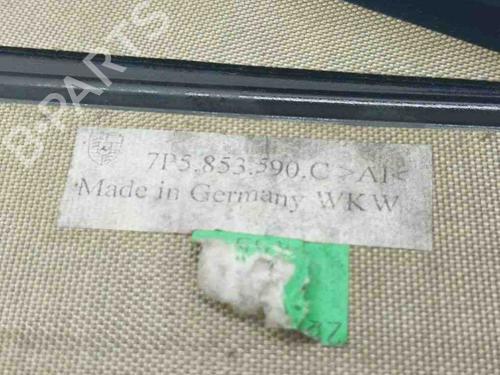 B-PARTS
7P5.853.590.C >Al<
Made in Germany WKW